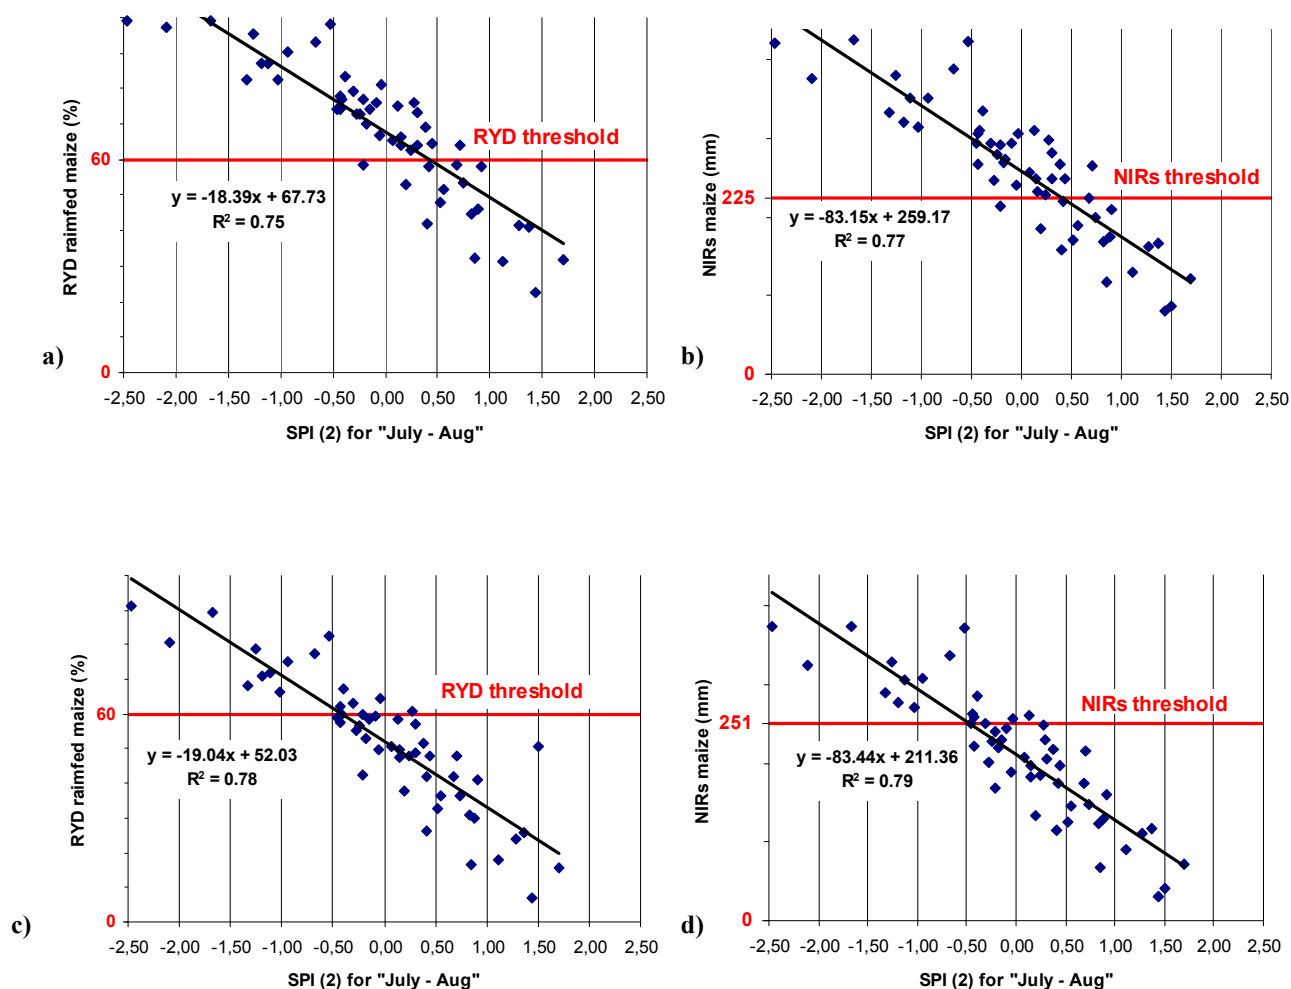 RYD raimfed maize (%)
60
0
RYD threshold
y = -18.39x + 67.73
R² = 0.75
a)
-2,50 -2,00 -1,50 -1,00 -0,50 0,00 0,50 1,00 1,50 2,00 2,50
SPI (2) for "July - Aug"
NIRs maize (mm)
225
0
NIRs threshold
y = -83.15x + 259.17
R² = 0.77
b)
-2,50 -2,00 -1,50 -1,00 -0,50 0,00 0,50 1,00 1,50 2,00 2,50
SPI (2) for "July - Aug"
RYD raimfed maize (%)
60
0
RYD threshold
y = -19.04x + 52.03
R² = 0.78
c)
-2,50 -2,00 -1,50 -1,00 -0,50 0,00 0,50 1,00 1,50 2,00 2,50
SPI (2) for "July - Aug"
NIRs maize (mm)
251
0
NIRs threshold
y = -83.44x + 211.36
R² = 0.79
d)
-2,50 -2,00 -1,50 -1,00 -0,50 0,00 0,50 1,00 1,50 2,00 2,50
SPI (2) for "July - Aug"